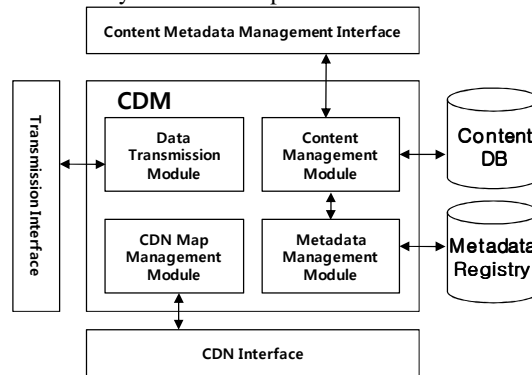 Content Metadata Management Interface
CDM
Transmission Interface
Data
Transmission
Module
Content
Management
Module
Content
DB
CDN Map
Management
Module
Metadata
Management
Module
Metadata
Registry
CDN Interface